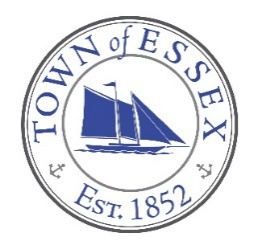 TOWN of ESSEX
EST. 1852